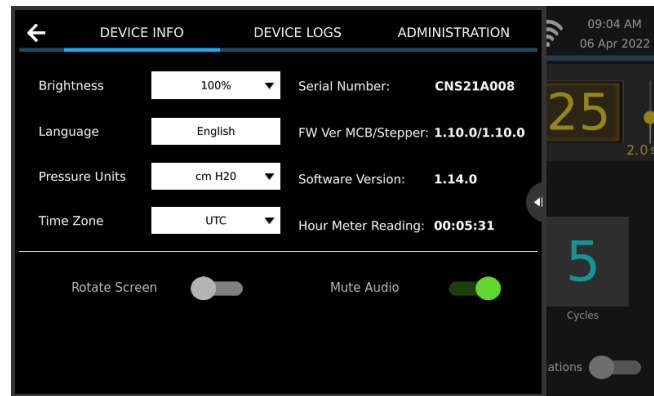 DEVICE INFO
DEVICE LOGS
ADMINISTRATION
09:04 AM
06 Apr 2022
Brightness
100%
Serial Number:
CNS21A008
Language
English
FW Ver MCB/Stepper:
1.10.0/1.10.0
Pressure Units
cm H20
Software Version:
1.14.0
Time Zone
UTC
Hour Meter Reading:
00:05:31
Rotate Screen
Mute Audio
25
2.0s
5
Cycles
ations